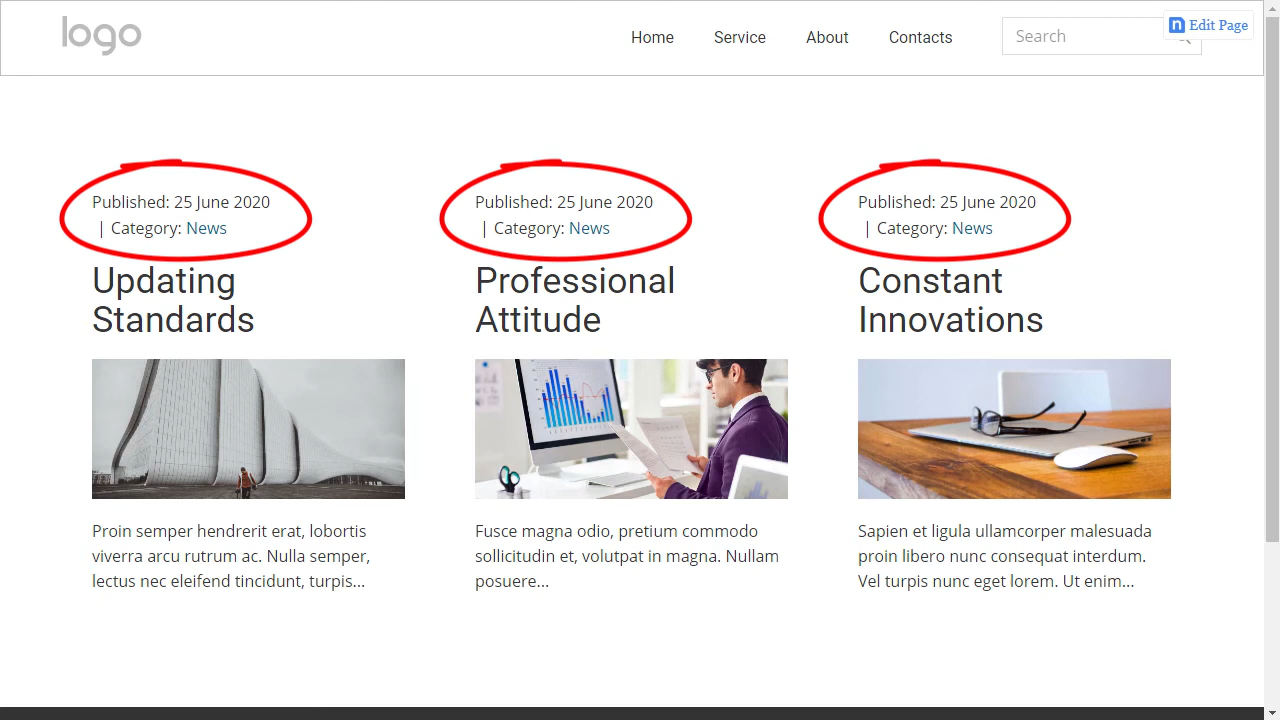 logo
Home
Service
About
Contacts
Search
Edit Page
Published: 25 June 2020
| Category: News
Updating
Standards
Proin semper hendrerit erat, lobortis
viverra arcu rutrum ac. Nulla semper,
lectus nec eleifend tincidunt, turpis...
Published: 25 June 2020
| Category: News
Professional
Attitude
Fusce magna odio, pretium commodo
sollicitudin et, volutpat in magna. Nullam
posuere...
Published: 25 June 2020
| Category: News
Constant
Innovations
Sapien et ligula ullamcorper malesuada
proin libero nunc consequat interdum.
Vel turpis nunc eget lorem. Ut enim...